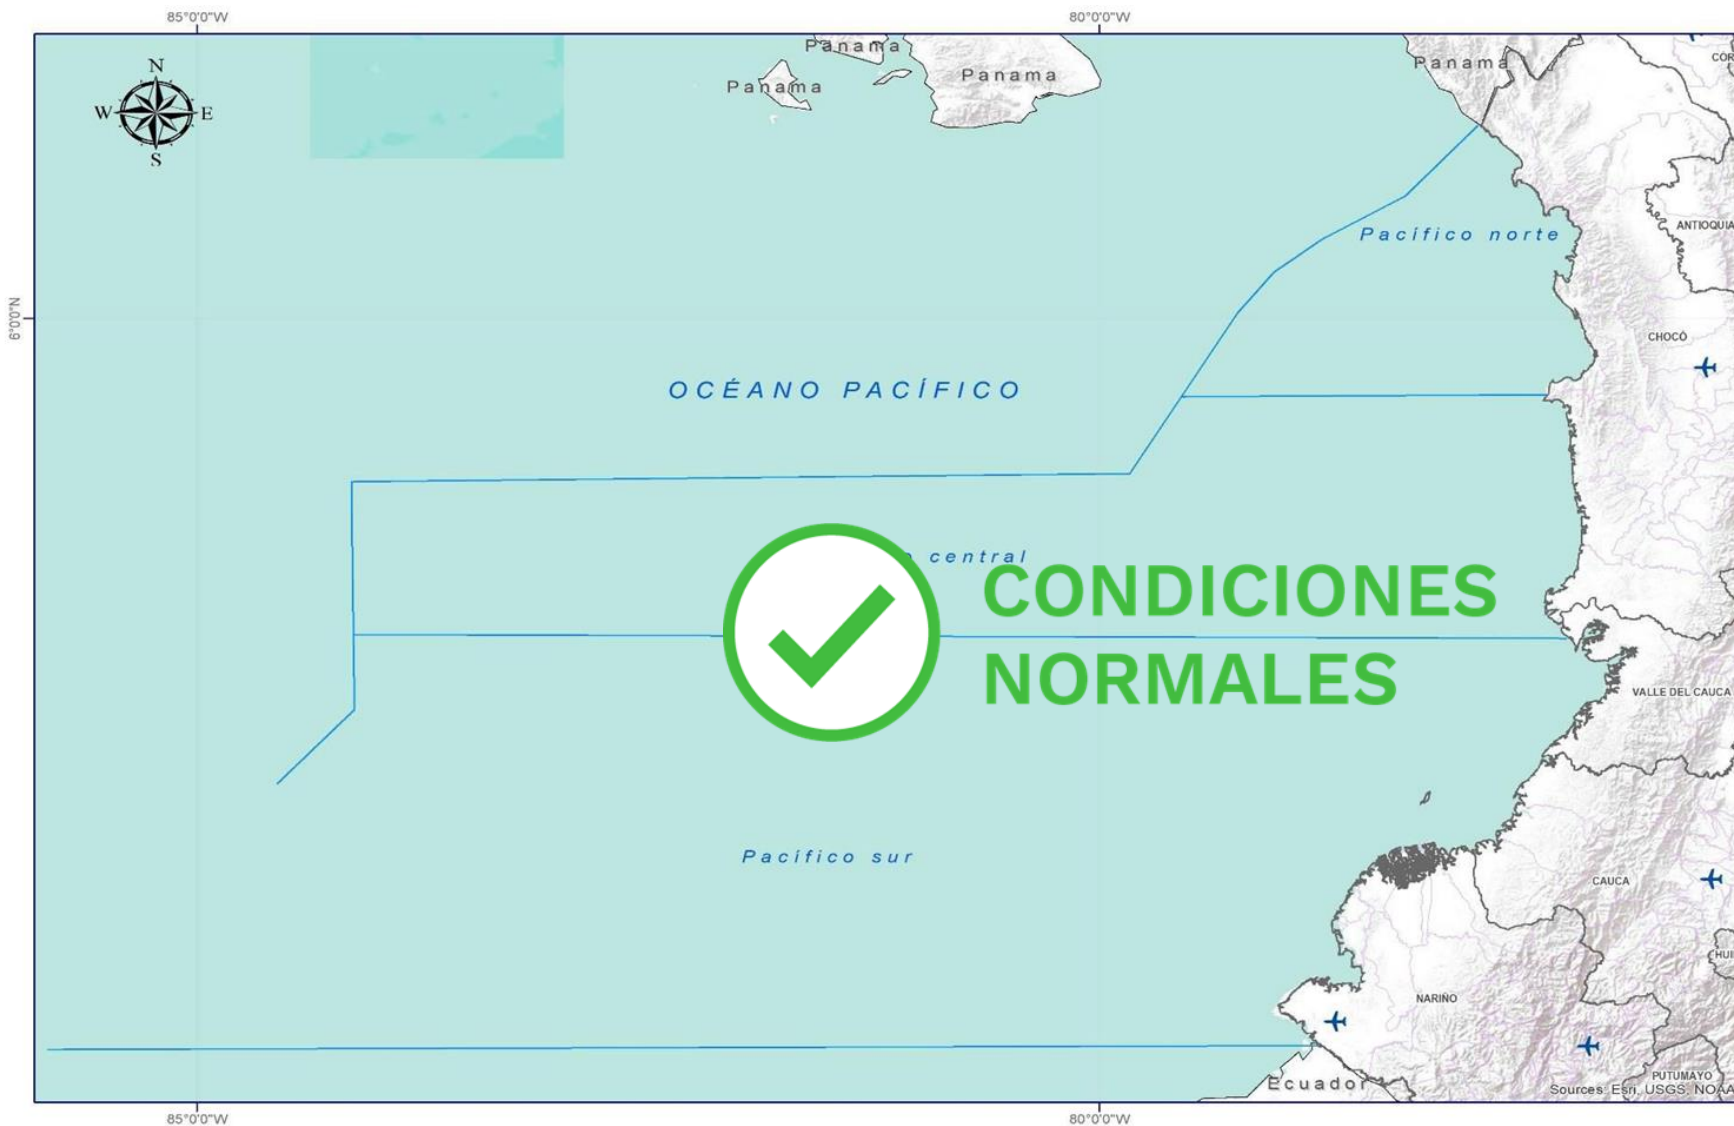 85°0'0"W
80°0'0"W
N
W
E
S
Panama
Panama
Panama
Panama
ANTIOQUIA
Pacífico norte
6°0'0"N
CHOCÓ
OCÉANO PACÍFICO
central
CONDICIONES
NORMALES
VALLE DEL CAUCA
Pacífico sur
CAUCA
NARIÑO
Ecuador
PUTUMAYO
Sources: Esri, USGS, NOAA
85°0'0"W
80°0'0"W